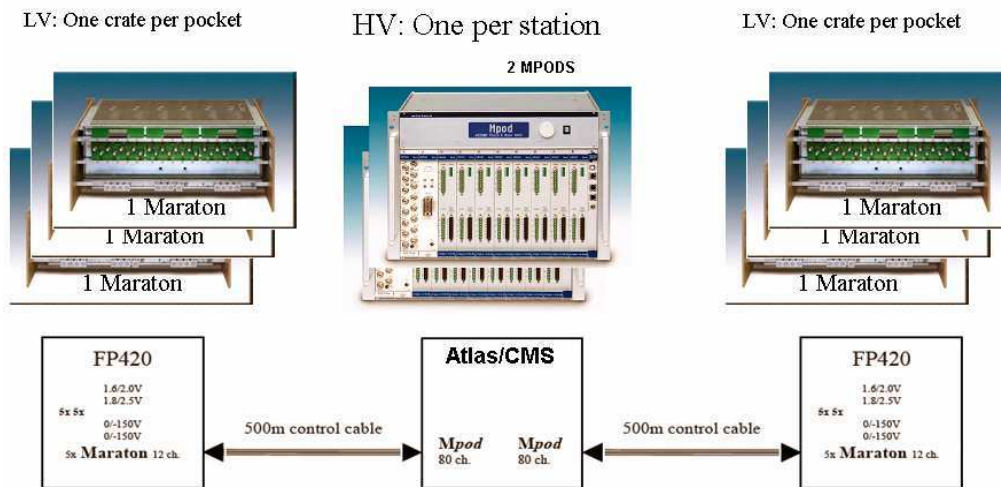 LV: One crate per pocket
HV: One per station
LV: One crate per pocket
2 MPODS
Mpod
1 Maraton
1 Maraton
1 Maraton
1 Maraton
1 Maraton
1 Maraton
FP420
1.6/2.0V
1.8/2.5V
5x 5x
0/-150V
0/-150V
5x Maraton 12 ch.
500m control cable
Atlas/CMS
Mpod
80 ch.
Mpod
80 ch.
500m control cable
FP420
1.6/2.0V
1.8/2.5V
5x 5x
0/-150V
0/-150V
5x Maraton 12 ch.